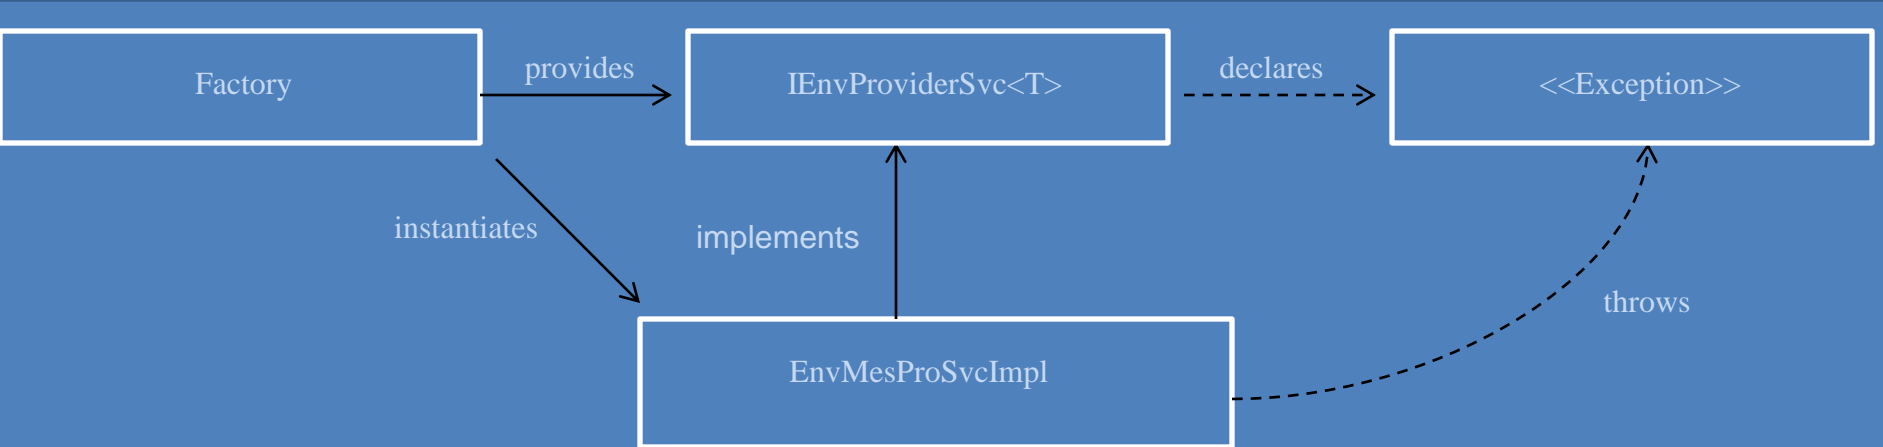 Factory
provides
IEnvProviderSvc<T>
declares
<<Exception>>
instantiates
implements
throws
EnvMesProSvcImpl